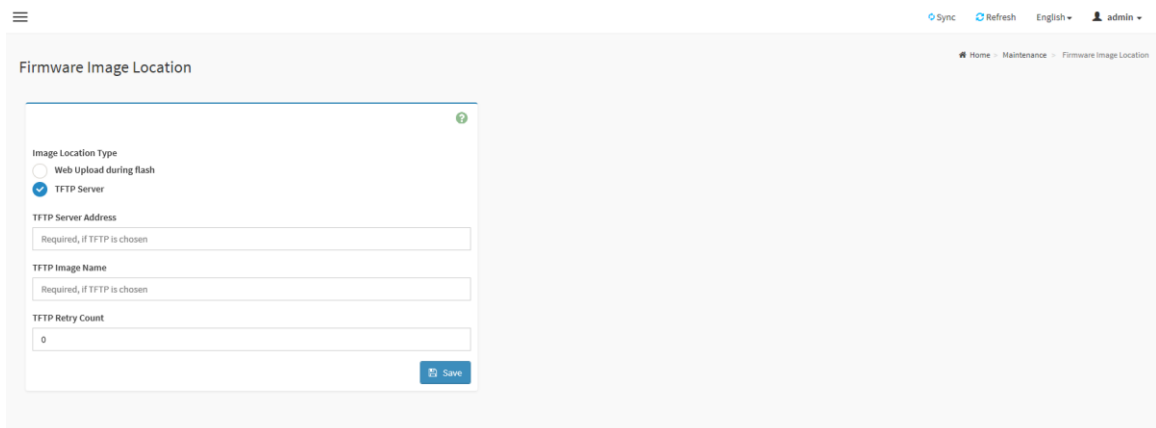 Sync Refresh English admin
Home > Maintenance > Firmware Image Location
Firmware Image Location
Image Location Type
Web Upload during flash
TFTP Server
TFTP Server Address
Required, if TFTP is chosen
TFTP Image Name
Required, if TFTP is chosen
TFTP Retry Count
0
Save